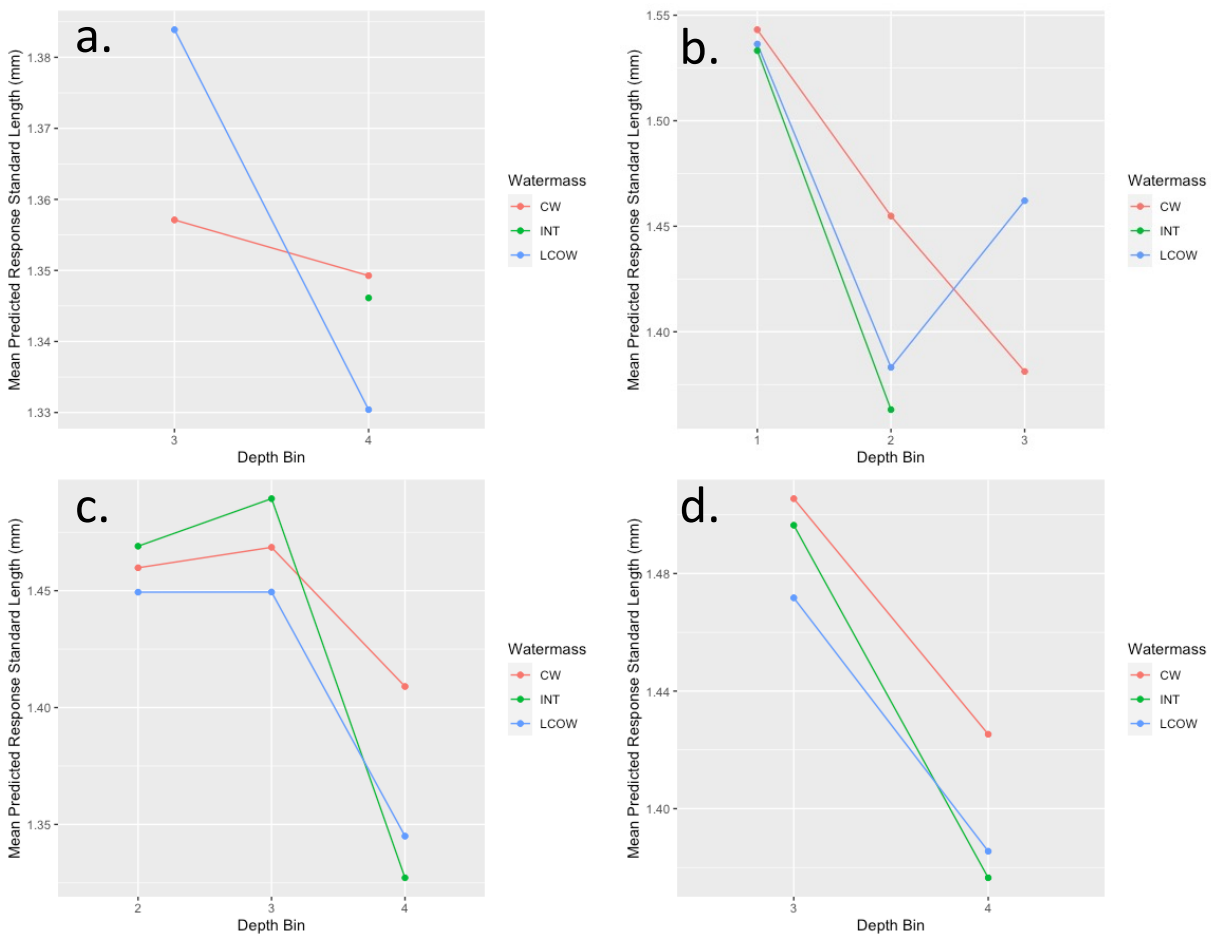 a.
Mean Predicted Response Standard Length (mm)
1.38
1.37
1.36
1.35
1.34
1.33
3
4
Depth Bin
Watermass
CW
INT
LCOW
b.
Mean Predicted Response Standard Length (mm)
1.55
1.50
1.45
1.40
1
2
3
Depth Bin
Watermass
CW
INT
LCOW
c.
Mean Predicted Response Standard Length (mm)
1.45
1.40
1.35
2
3
4
Depth Bin
Watermass
CW
INT
LCOW
d.
Mean Predicted Response Standard Length (mm)
1.48
1.44
1.40
3
4
Depth Bin
Watermass
CW
INT
LCOW